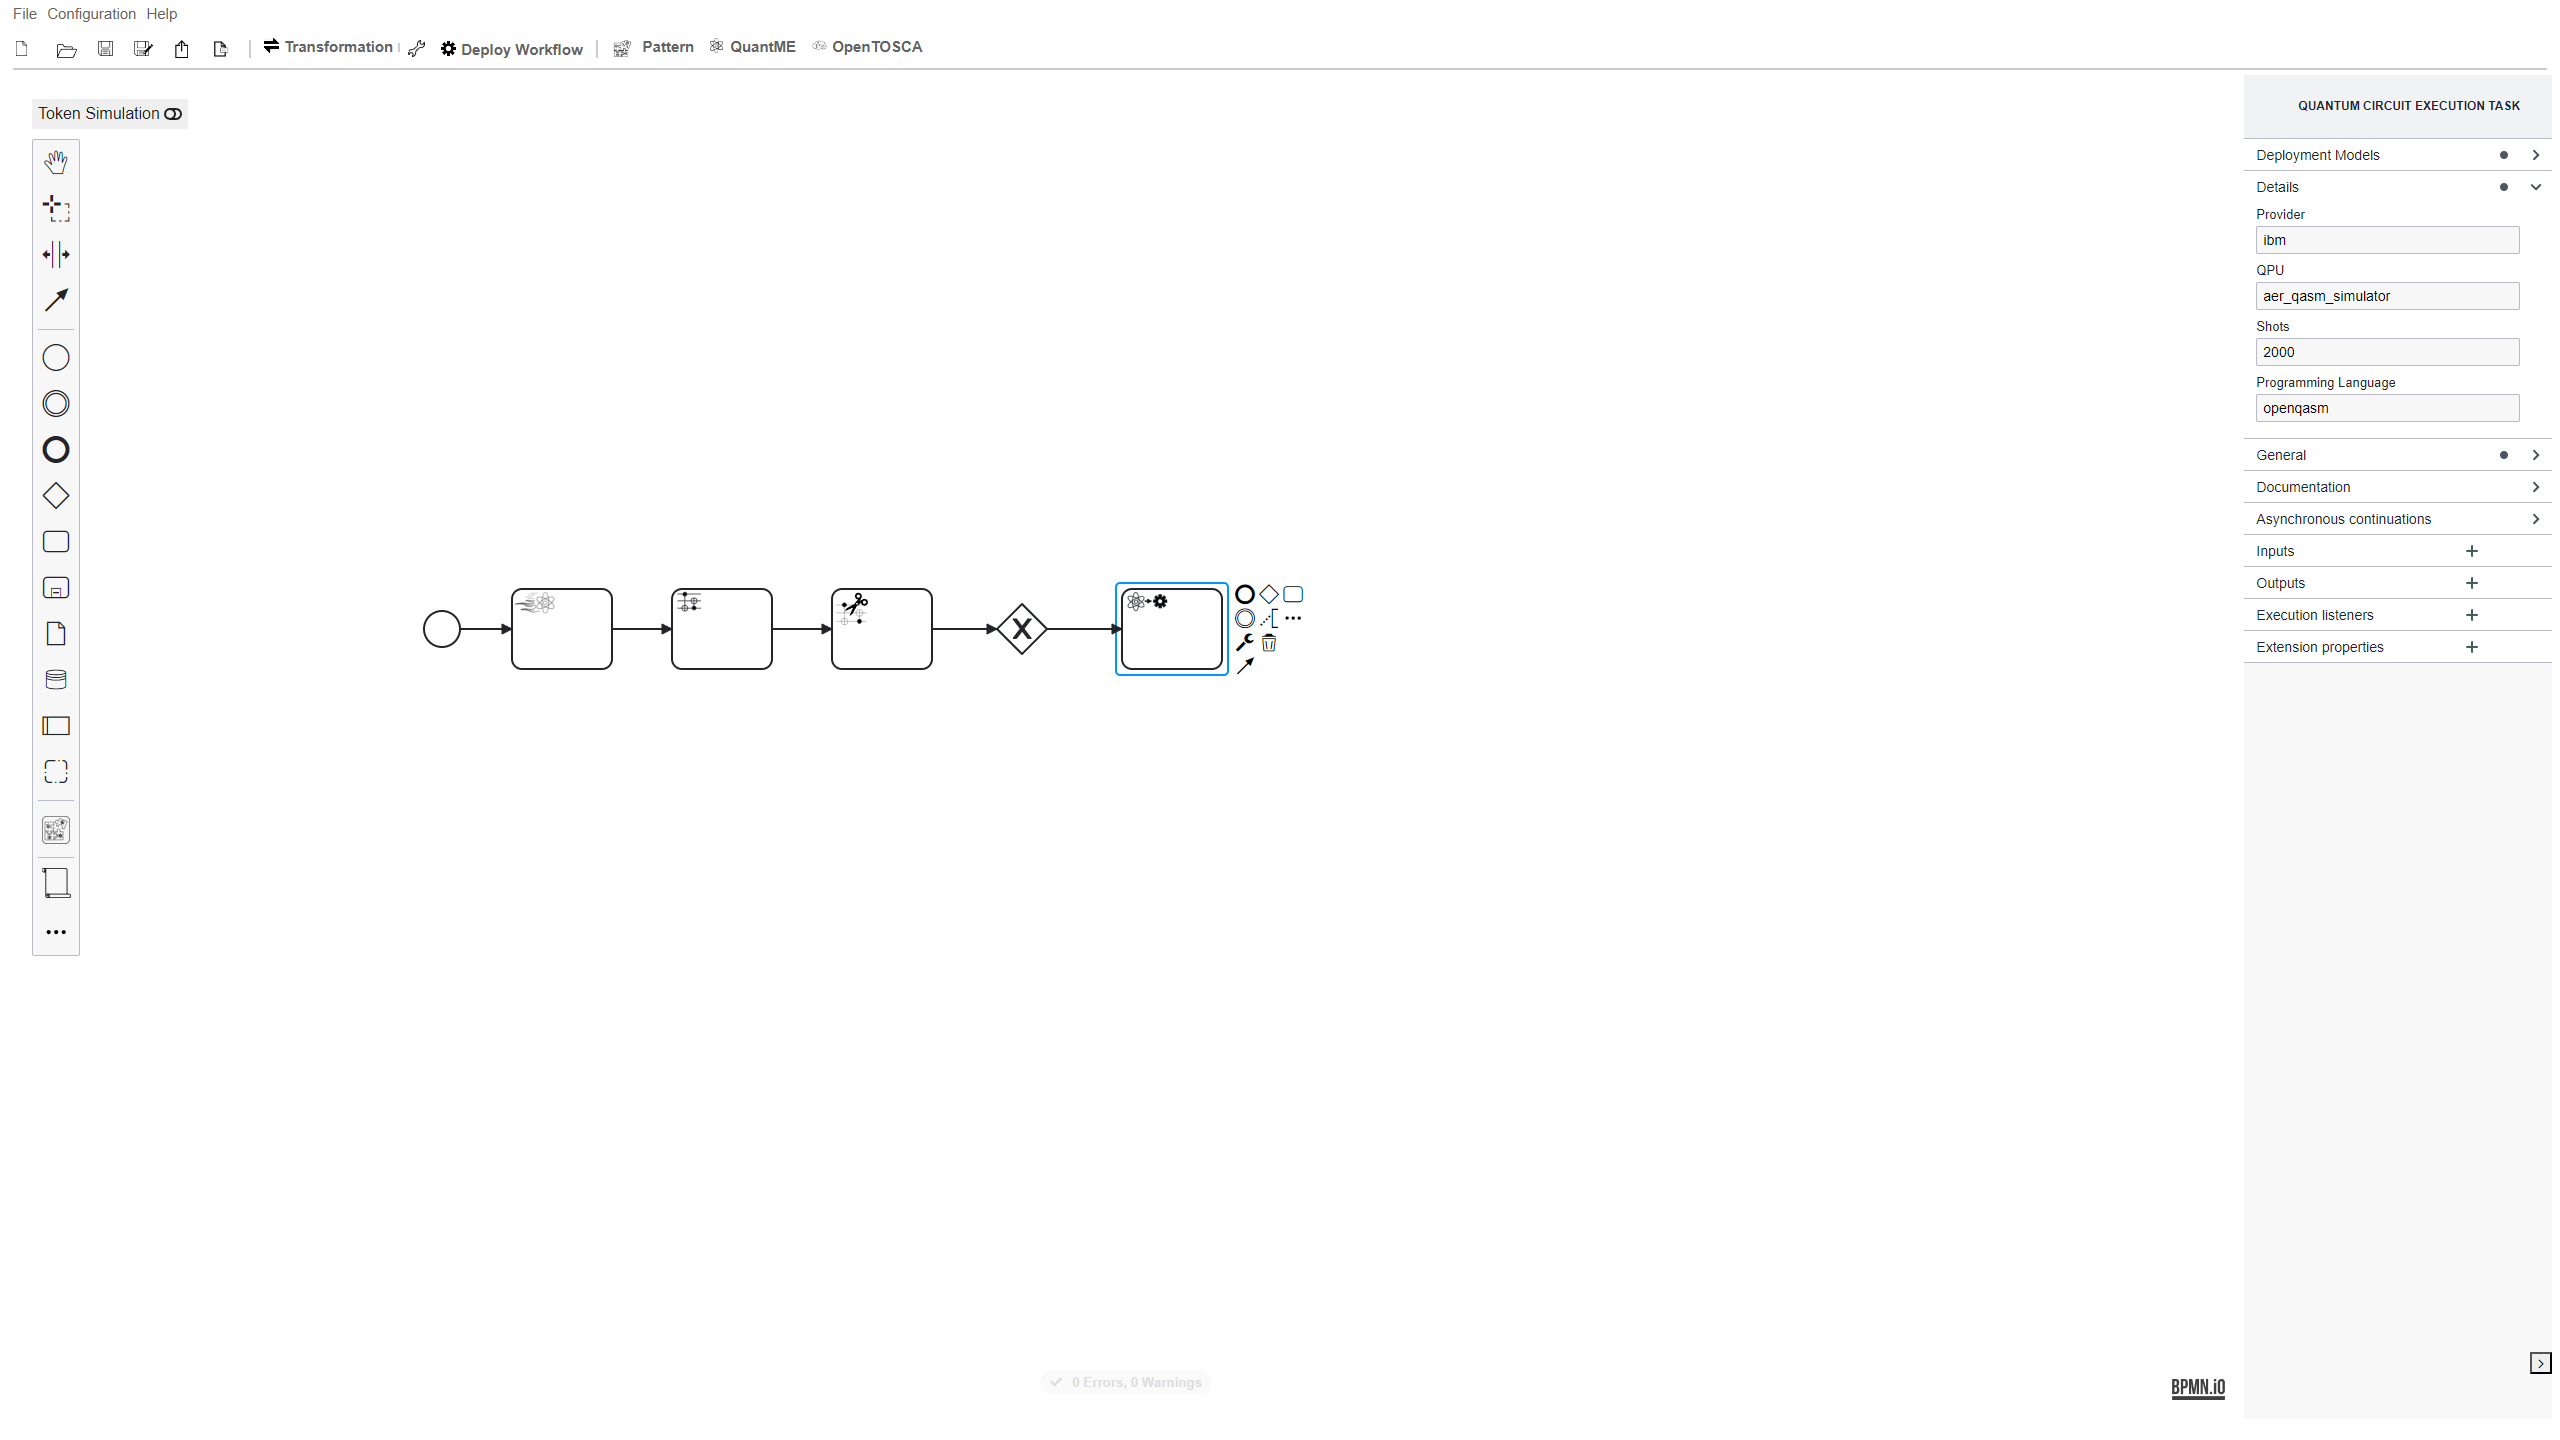 File Configuration Help
Transformation Deploy Workflow Pattern QuantME OpenTOSCA
Token Simulation
QUANTUM CIRCUIT EXECUTION TASK
Deployment Models
Details
Provider
ibm
QPU
aer_qasm_simulator
Shots
2000
Programming Language
openqasm
General
Documentation
Asynchronous continuations
Inputs
Outputs
Execution listeners
Extension properties
0 Errors, 0 Warnings
BPMN.iO